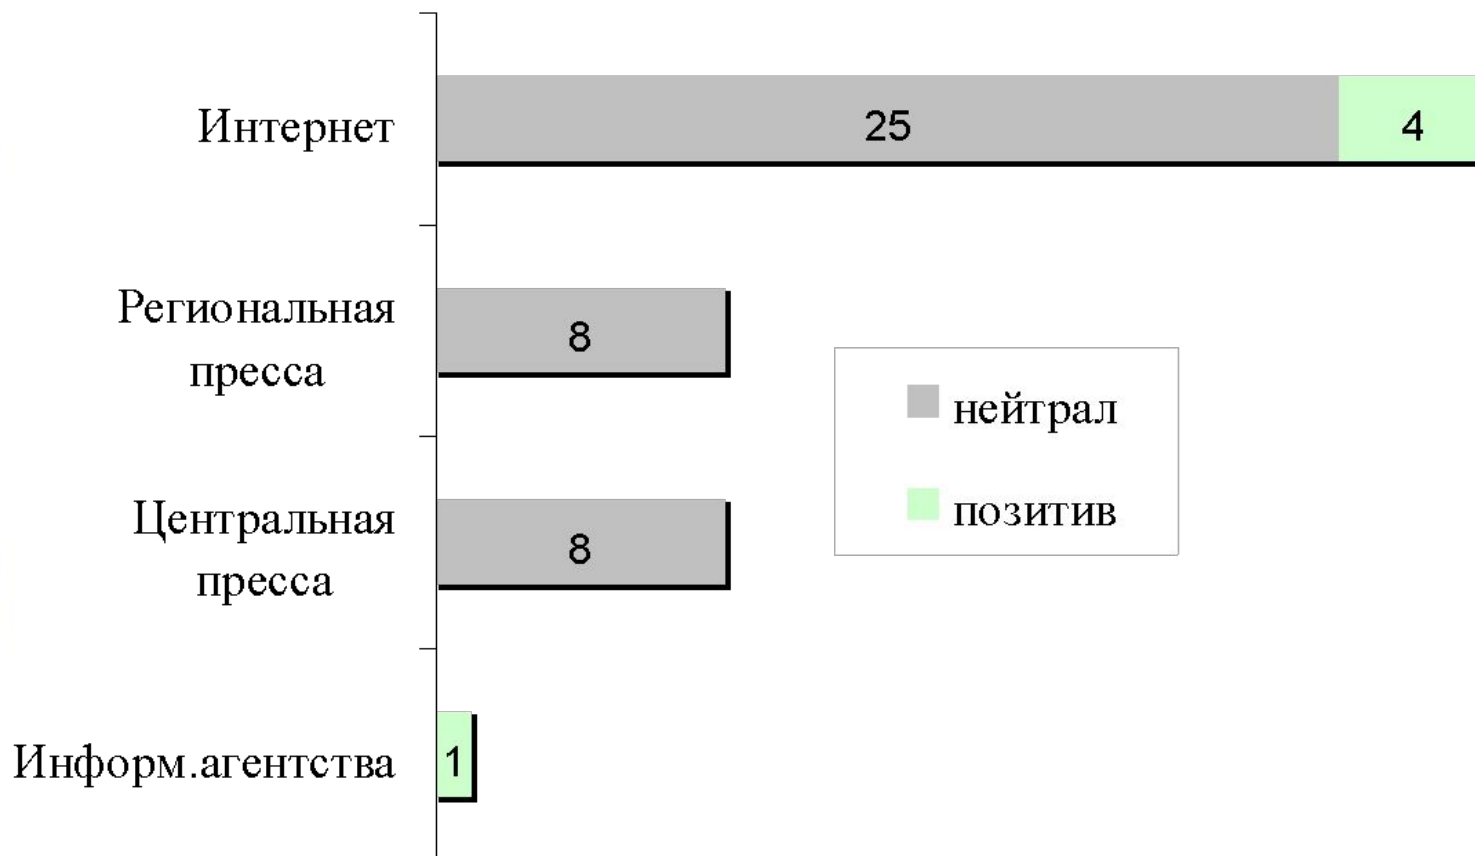 Интернет
25
4
Региональная
пресса
8
нейтрал
позитив
Центральная
пресса
8
Информ.агентства
1